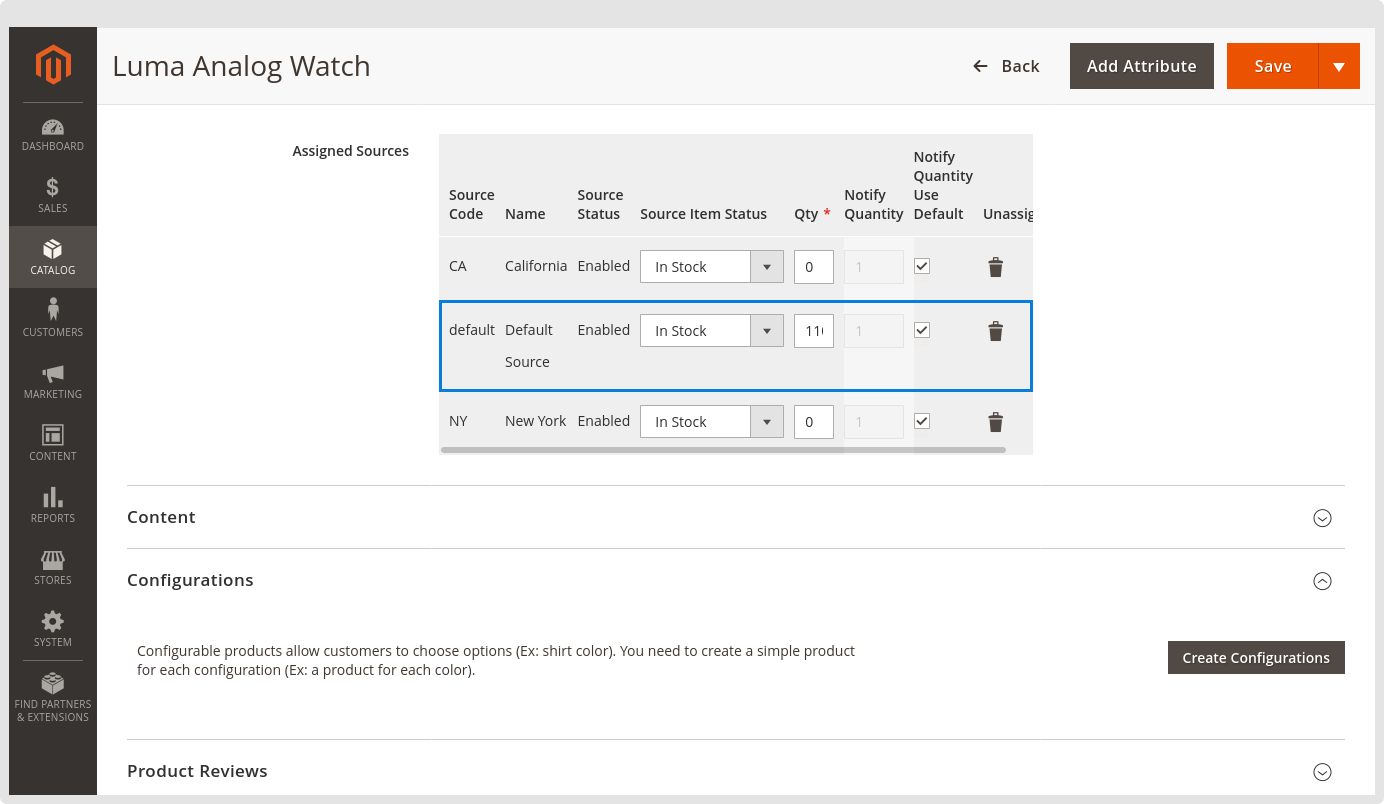 Luma Analog Watch
Back
Add Attribute
Save
DASHBOARD
$
SALES
CATALOG
CUSTOMERS
MARKETING
CONTENT
REPORTS
STORES
SYSTEM
FIND PARTNERS
& EXTENSIONS
Assigned Sources
Source Code Name Source Status Source Item Status Qty * Notify Quantity Notify Quantity Use Default
CA California Enabled In Stock 0 1
default Default Source Enabled In Stock 1
NY New York Enabled In Stock 0 1
Content
Configurations
Configurable products allow customers to choose options (Ex: shirt color). You need to create a simple product
for each configuration (Ex: a product for each color).
Create Configurations
Product Reviews